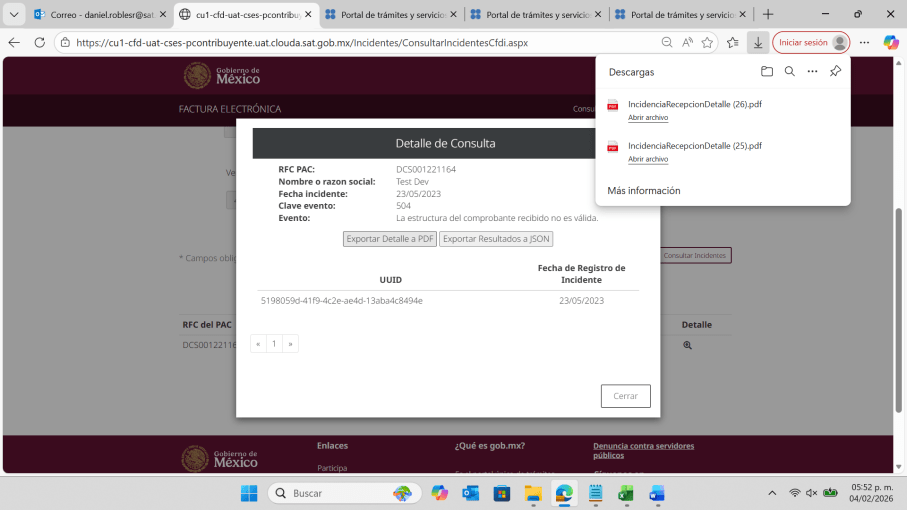 Correo - daniel.roblesr@sat
cu1-cfd-uat-cses-pcontribu
Portal de trámites y servicio
Portal de trámites y servicio
Portal de trámites y servicio
https://cu1-cfd-uat-cses-pcontribuyente.uat.clouda.sat.gob.mx/Incidentes/ConsultarIncidentesCfdi.aspx
Iniciar sesión
Descargas
IncidenciaRecepcionDetalle (26).pdf
Abrir archivo
IncidenciaRecepcionDetalle (25).pdf
Abrir archivo
Más información
Gobierno de
México
FACTURA ELECTRÓNICA
Consu
Ve
Detalle de Consulta
RFC PAC: DCS001221164
Nombre o razon social: Test Dev
Fecha incidente: 23/05/2023
Clave evento: 504
Evento: La estructura del comprobante recibido no es válida.
Exportar Detalle a PDF Exportar Resultados a JSON
* Campos oblig
Consultar Incidentes
UUID Fecha de Registro de Incidente
5198059d-41f9-4c2e-ae4d-13aba4c8494e 23/05/2023
RFC del PAC Detalle
DCS00122116
« 1 »
Cerrar
Gobierno de
México
Enlaces
Participa
¿Qué es gob.mx?
Denuncia contra servidores
públicos
Buscar
05:52 p. m.
04/02/2026